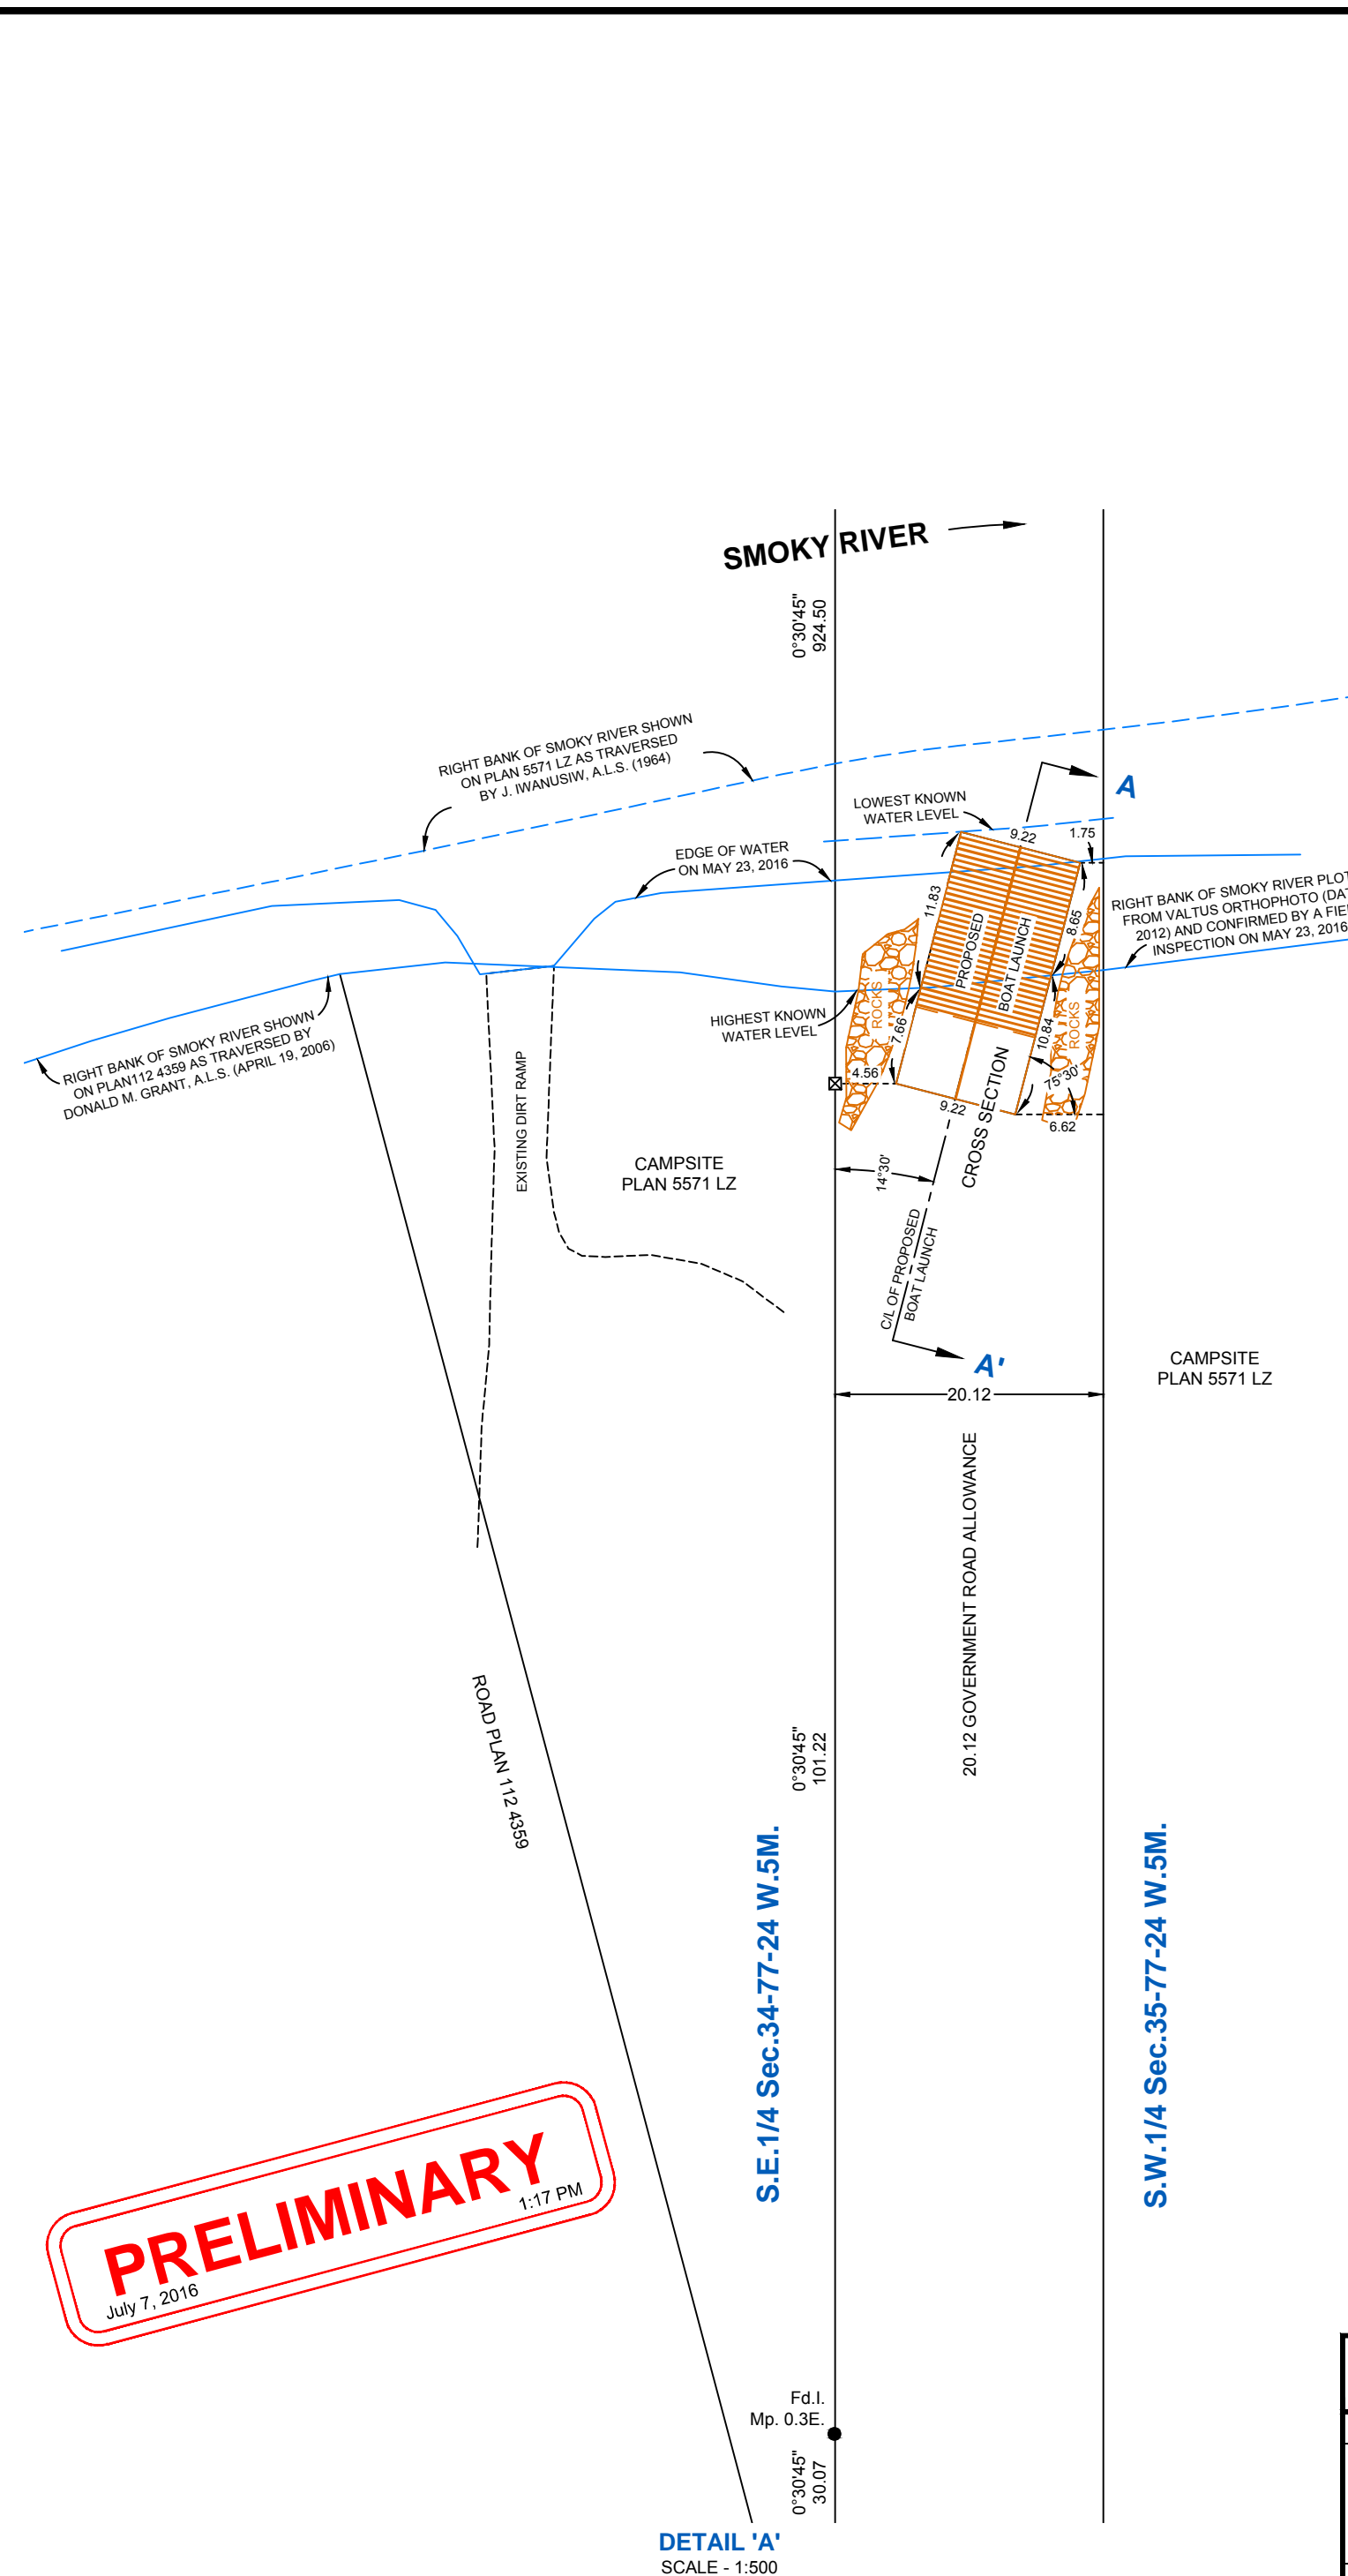 SMOKY RIVER
0°30'45"
924.50
RIGHT BANK OF SMOKY RIVER SHOWN
ON PLAN 5571 LZ AS TRAVERSED
BY J. IWANUSIW, A.L.S. (1964)
A
LOWEST KNOWN
WATER LEVEL
9.22
1.75
EDGE OF WATER
ON MAY 23, 2016
11.83
8.65
PROPOSED
BOAT LAUNCH
RIGHT BANK OF SMOKY RIVER PLOT
FROM VALTUS ORTHOPHOTO (DAT
2012) AND CONFIRMED BY A FIE
INSPECTION ON MAY 23, 2016
ROCKS
ROCKS
HIGHEST KNOWN
WATER LEVEL
7.66
10.84
RIGHT BANK OF SMOKY RIVER SHOWN
ON PLAN112 4359 AS TRAVERSED BY
DONALD M. GRANT, A.L.S. (APRIL 19, 2006)
4.56
75°30'
9.22
6.62
CROSS SECTION
EXISTING DIRT RAMP
CAMPSITE
PLAN 5571 LZ
14°30'
C/L OF PROPOSED
BOAT LAUNCH
A'
CAMPSITE
PLAN 5571 LZ
20.12
20.12 GOVERNMENT ROAD ALLOWANCE
ROAD PLAN 112 4359
0°30'45"
101.22
S.E.1/4 Sec.34-77-24 W.5M.
S.W.1/4 Sec.35-77-24 W.5M.
PRELIMINARY
1:17 PM
July 7, 2016
Fd.I.
Mp. 0.3E.
0°30'45"
30.07
DETAIL 'A'
SCALE - 1:500